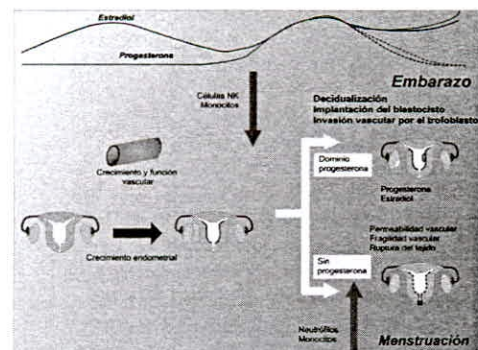 Estradiol
Progesterona
Embarazo
Células NK
Monocitos
Decidualización
Implantación del blastocisto
Invasión vascular por el trofoblasto
Crecimiento y función
vascular
Dominio
progesterona
Progesterona
Estradiol
Crecimiento endometrial
Permeabilidad vascular
Fragilidad vascular
Ruptura del tejido
Sin
progesterona
Neutrófilos
Monocitos
Menstruación